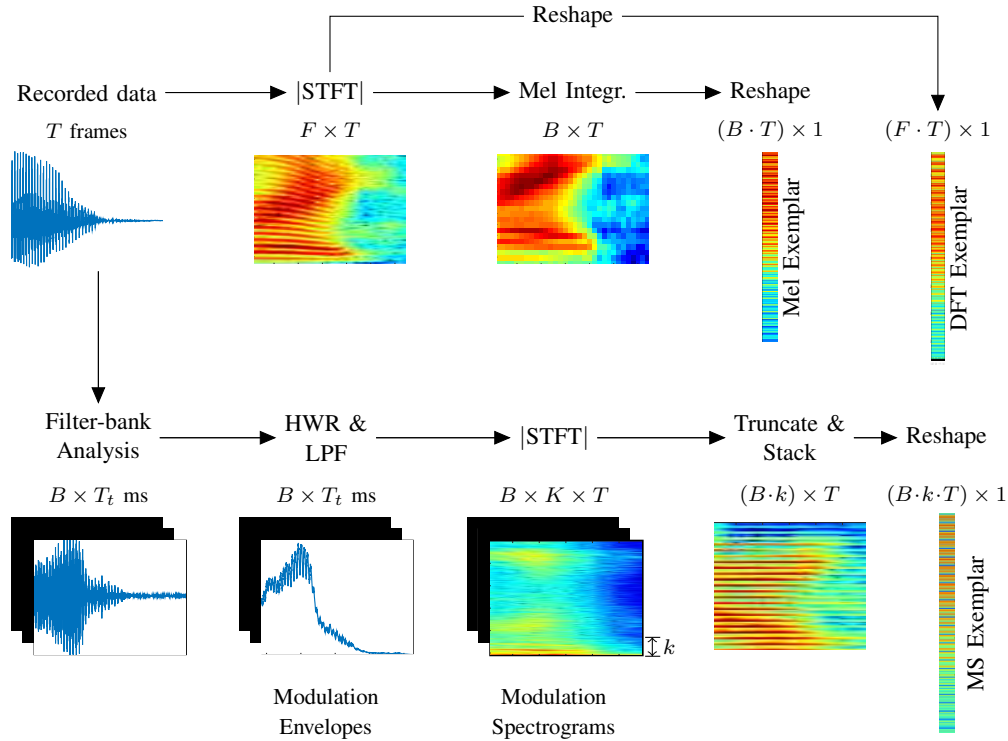 Reshape
Recorded data
|STFT|
Mel Integr.
Reshape
T frames
F × T
B × T
(B · T) × 1
(F · T) × 1
Mel Exemplar
DFT Exemplar
Filter-bank
Analysis
HWR &
LPF
|STFT|
Truncate &
Stack
Reshape
B × T_t ms
B × T_t ms
B × K × T
(B·k) × T
(B·k·T) × 1
k
MS Exemplar
Modulation
Envelopes
Modulation
Spectrograms